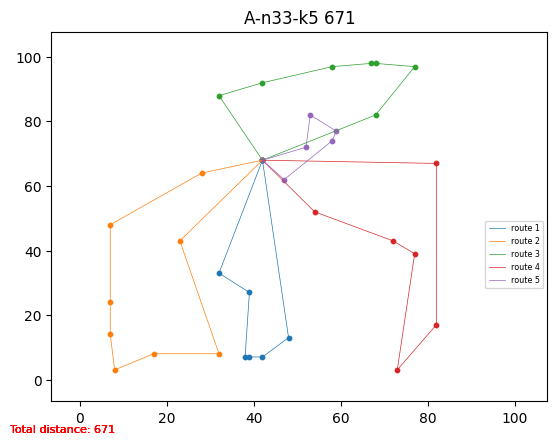 A-n33-k5 671
100
80
60
40
20
0
route 1
route 2
route 3
route 4
route 5
0 20 40 60 80 100
Total distance: 671